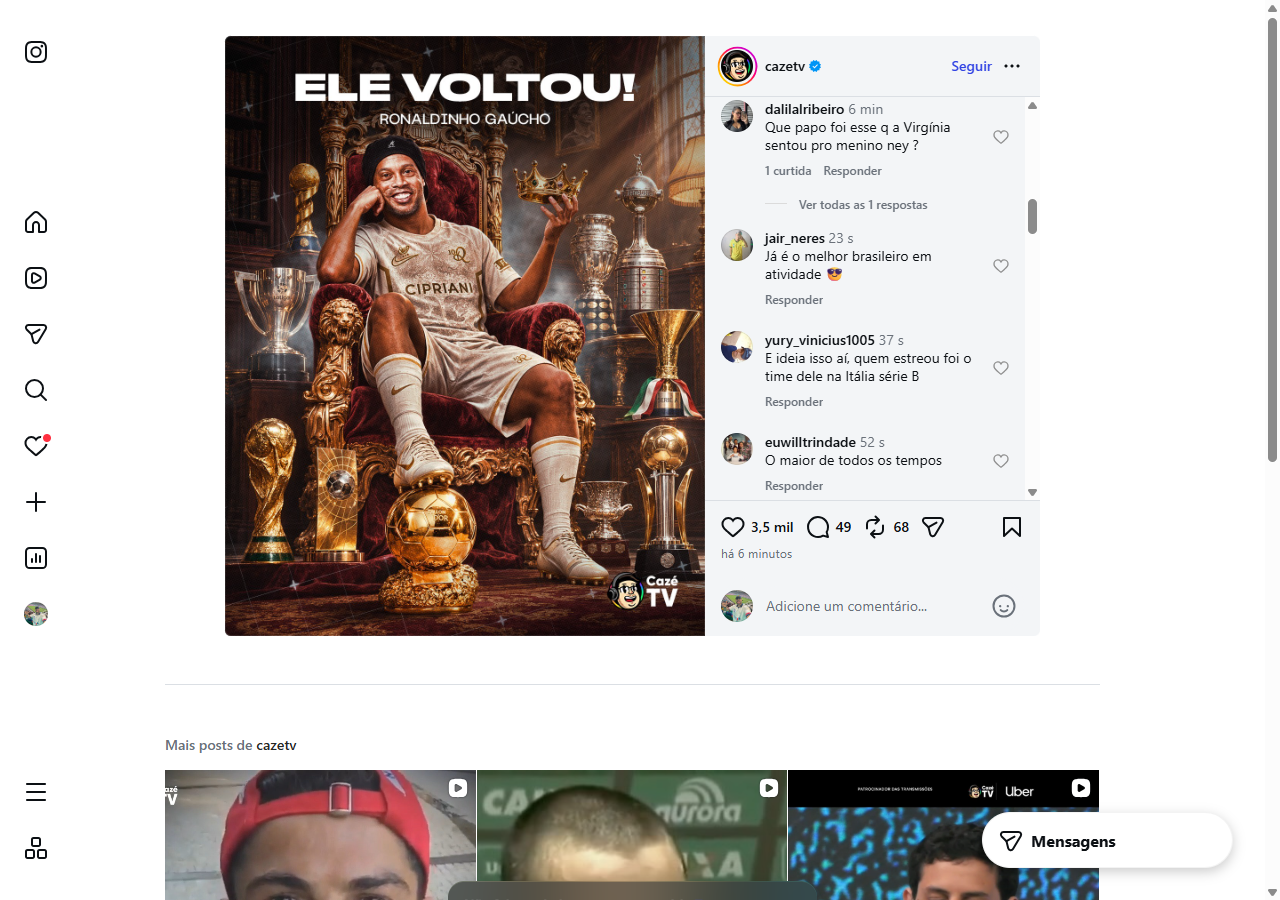 ELE VOLTOU!
RONALDINHO GAÚCHO
CIPRIANI
Cazé
TV
cazetv
Seguir
dalilalribeiro 6 min
Que papo foi esse q a Virgínia
sentou pro menino ney ?
1 curtida Responder
Ver todas as 1 respostas
jair_neres 23 s
Já é o melhor brasileiro em
atividade 😎
Responder
yury_vinicius1005 37 s
E ideia isso aí, quem estreou foi o
time dele na Itália série B
Responder
euwilltrindade 52 s
O maior de todos os tempos
Responder
3,5 mil 49 68
há 6 minutos
Adicione um comentário...
Mais posts de cazetv
PATROCINADOR DAS TRANSMISSÕES
Cazé
TV
Uber
aurora
Mensagens